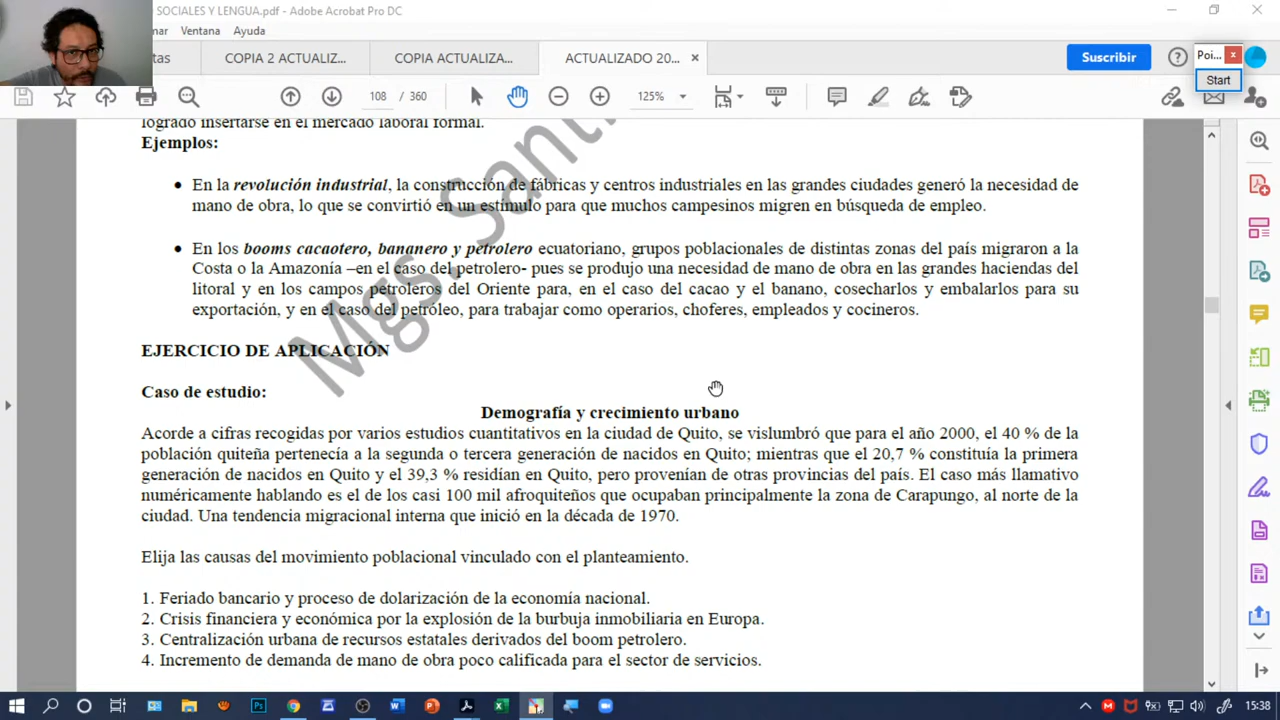 SOCIALES Y LENGUA.pdf - Adobe Acrobat Pro DC
Ventana Ayuda
COPIA 2 ACTUALIZ... COPIA ACTUALIZA... ACTUALIZADO 20... × Suscribir Poi... x
Start
108 / 360 125%
logrado insertarse en el mercado laboral formal.
Ejemplos:
• En la revolución industrial, la construcción de fábricas y centros industriales en las grandes ciudades generó la necesidad de
mano de obra, lo que se convirtió en un estímulo para que muchos campesinos migren en búsqueda de empleo.
• En los booms cacaotero, bananero y petrolero ecuatoriano, grupos poblacionales de distintas zonas del país migraron a la
Costa o la Amazonía –en el caso del petrolero- pues se produjo una necesidad de mano de obra en las grandes haciendas del
litoral y en los campos petroleros del Oriente para, en el caso del cacao y el banano, cosecharlos y embalarlos para su
exportación, y en el caso del petróleo, para trabajar como operarios, choferes, empleados y cocineros.
Mgs.
EJERCICIO DE APLICACIÓN
Caso de estudio:
Demografía y crecimiento urbano
Acorde a cifras recogidas por varios estudios cuantitativos en la ciudad de Quito, se vislumbró que para el año 2000, el 40 % de la
población quiteña pertenecía a la segunda o tercera generación de nacidos en Quito; mientras que el 20,7 % constituía la primera
generación de nacidos en Quito y el 39,3 % residían en Quito, pero provenían de otras provincias del país. El caso más llamativo
numéricamente hablando es el de los casi 100 mil afroquiteños que ocupaban principalmente la zona de Carapungo, al norte de la
ciudad. Una tendencia migracional interna que inició en la década de 1970.
Elija las causas del movimiento poblacional vinculado con el planteamiento.
1. Feriado bancario y proceso de dolarización de la economía nacional.
2. Crisis financiera y económica por la explosión de la burbuja inmobiliaria en Europa.
3. Centralización urbana de recursos estatales derivados del boom petrolero.
4. Incremento de demanda de mano de obra poco calificada para el sector de servicios.
15:38